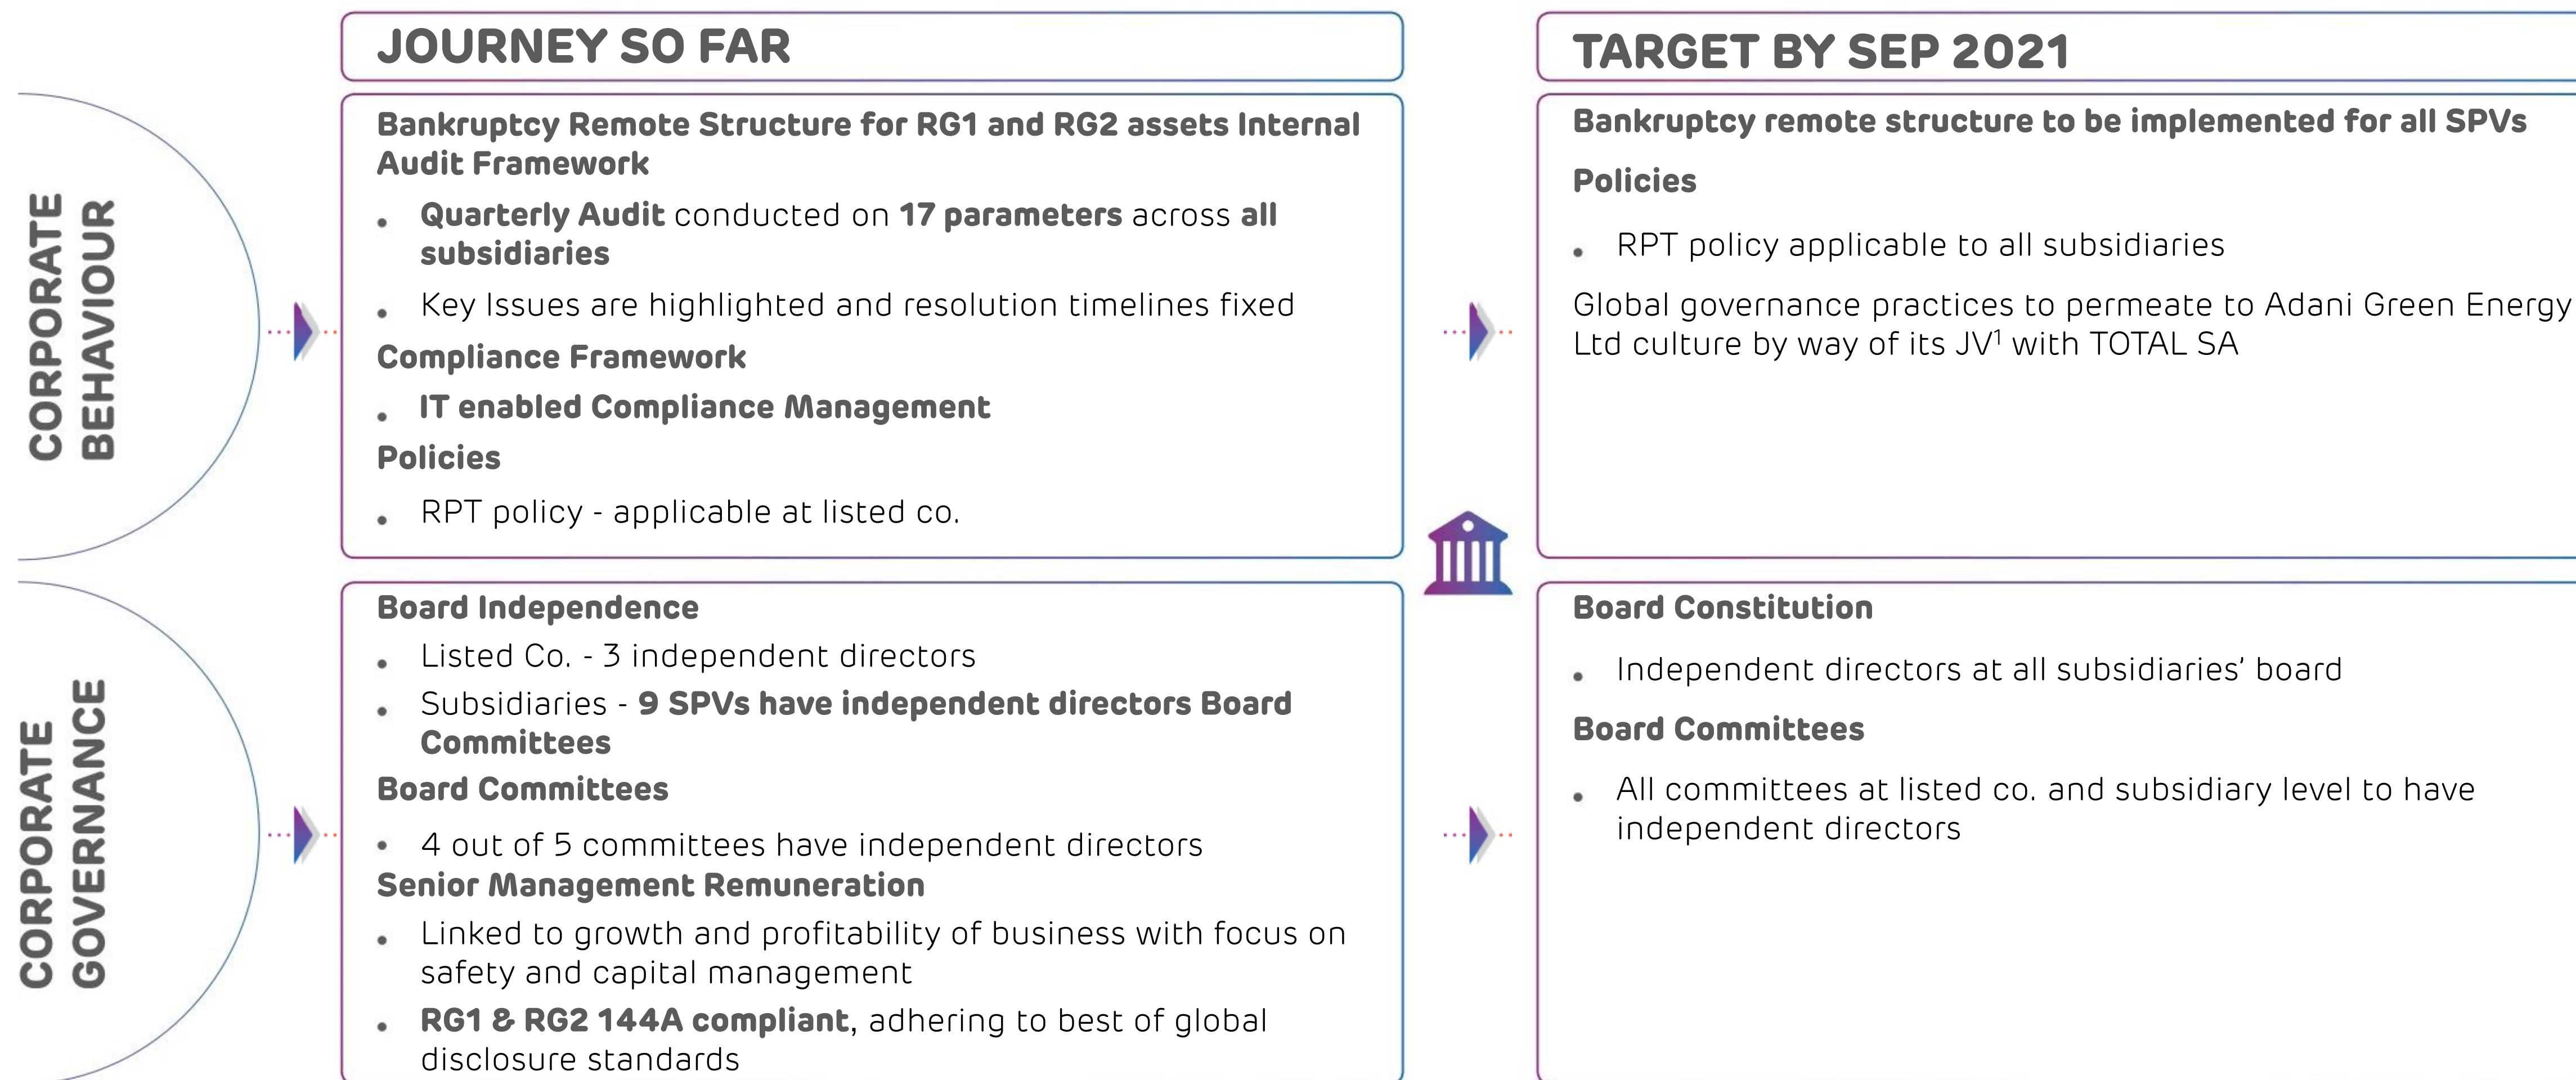 JOURNEY SO FAR
TARGET BY SEP 2021
CORPORATE
BEHAVIOUR
Bankruptcy Remote Structure for RG1 and RG2 assets Internal
Audit Framework
• Quarterly Audit conducted on 17 parameters across all
subsidiaries
• Key Issues are highlighted and resolution timelines fixed
Compliance Framework
• IT enabled Compliance Management
Policies
• RPT policy - applicable at listed co.
Bankruptcy remote structure to be implemented for all SPVs
Policies
• RPT policy applicable to all subsidiaries
Global governance practices to permeate to Adani Green Energy
Ltd culture by way of its JV¹ with TOTAL SA
CORPORATE
GOVERNANCE
Board Independence
• Listed Co. - 3 independent directors
• Subsidiaries - 9 SPVs have independent directors Board
Committees
Board Committees
• 4 out of 5 committees have independent directors
Senior Management Remuneration
• Linked to growth and profitability of business with focus on
safety and capital management
• RG1 & RG2 144A compliant, adhering to best of global
disclosure standards
Board Constitution
• Independent directors at all subsidiaries’ board
Board Committees
• All committees at listed co. and subsidiary level to have
independent directors